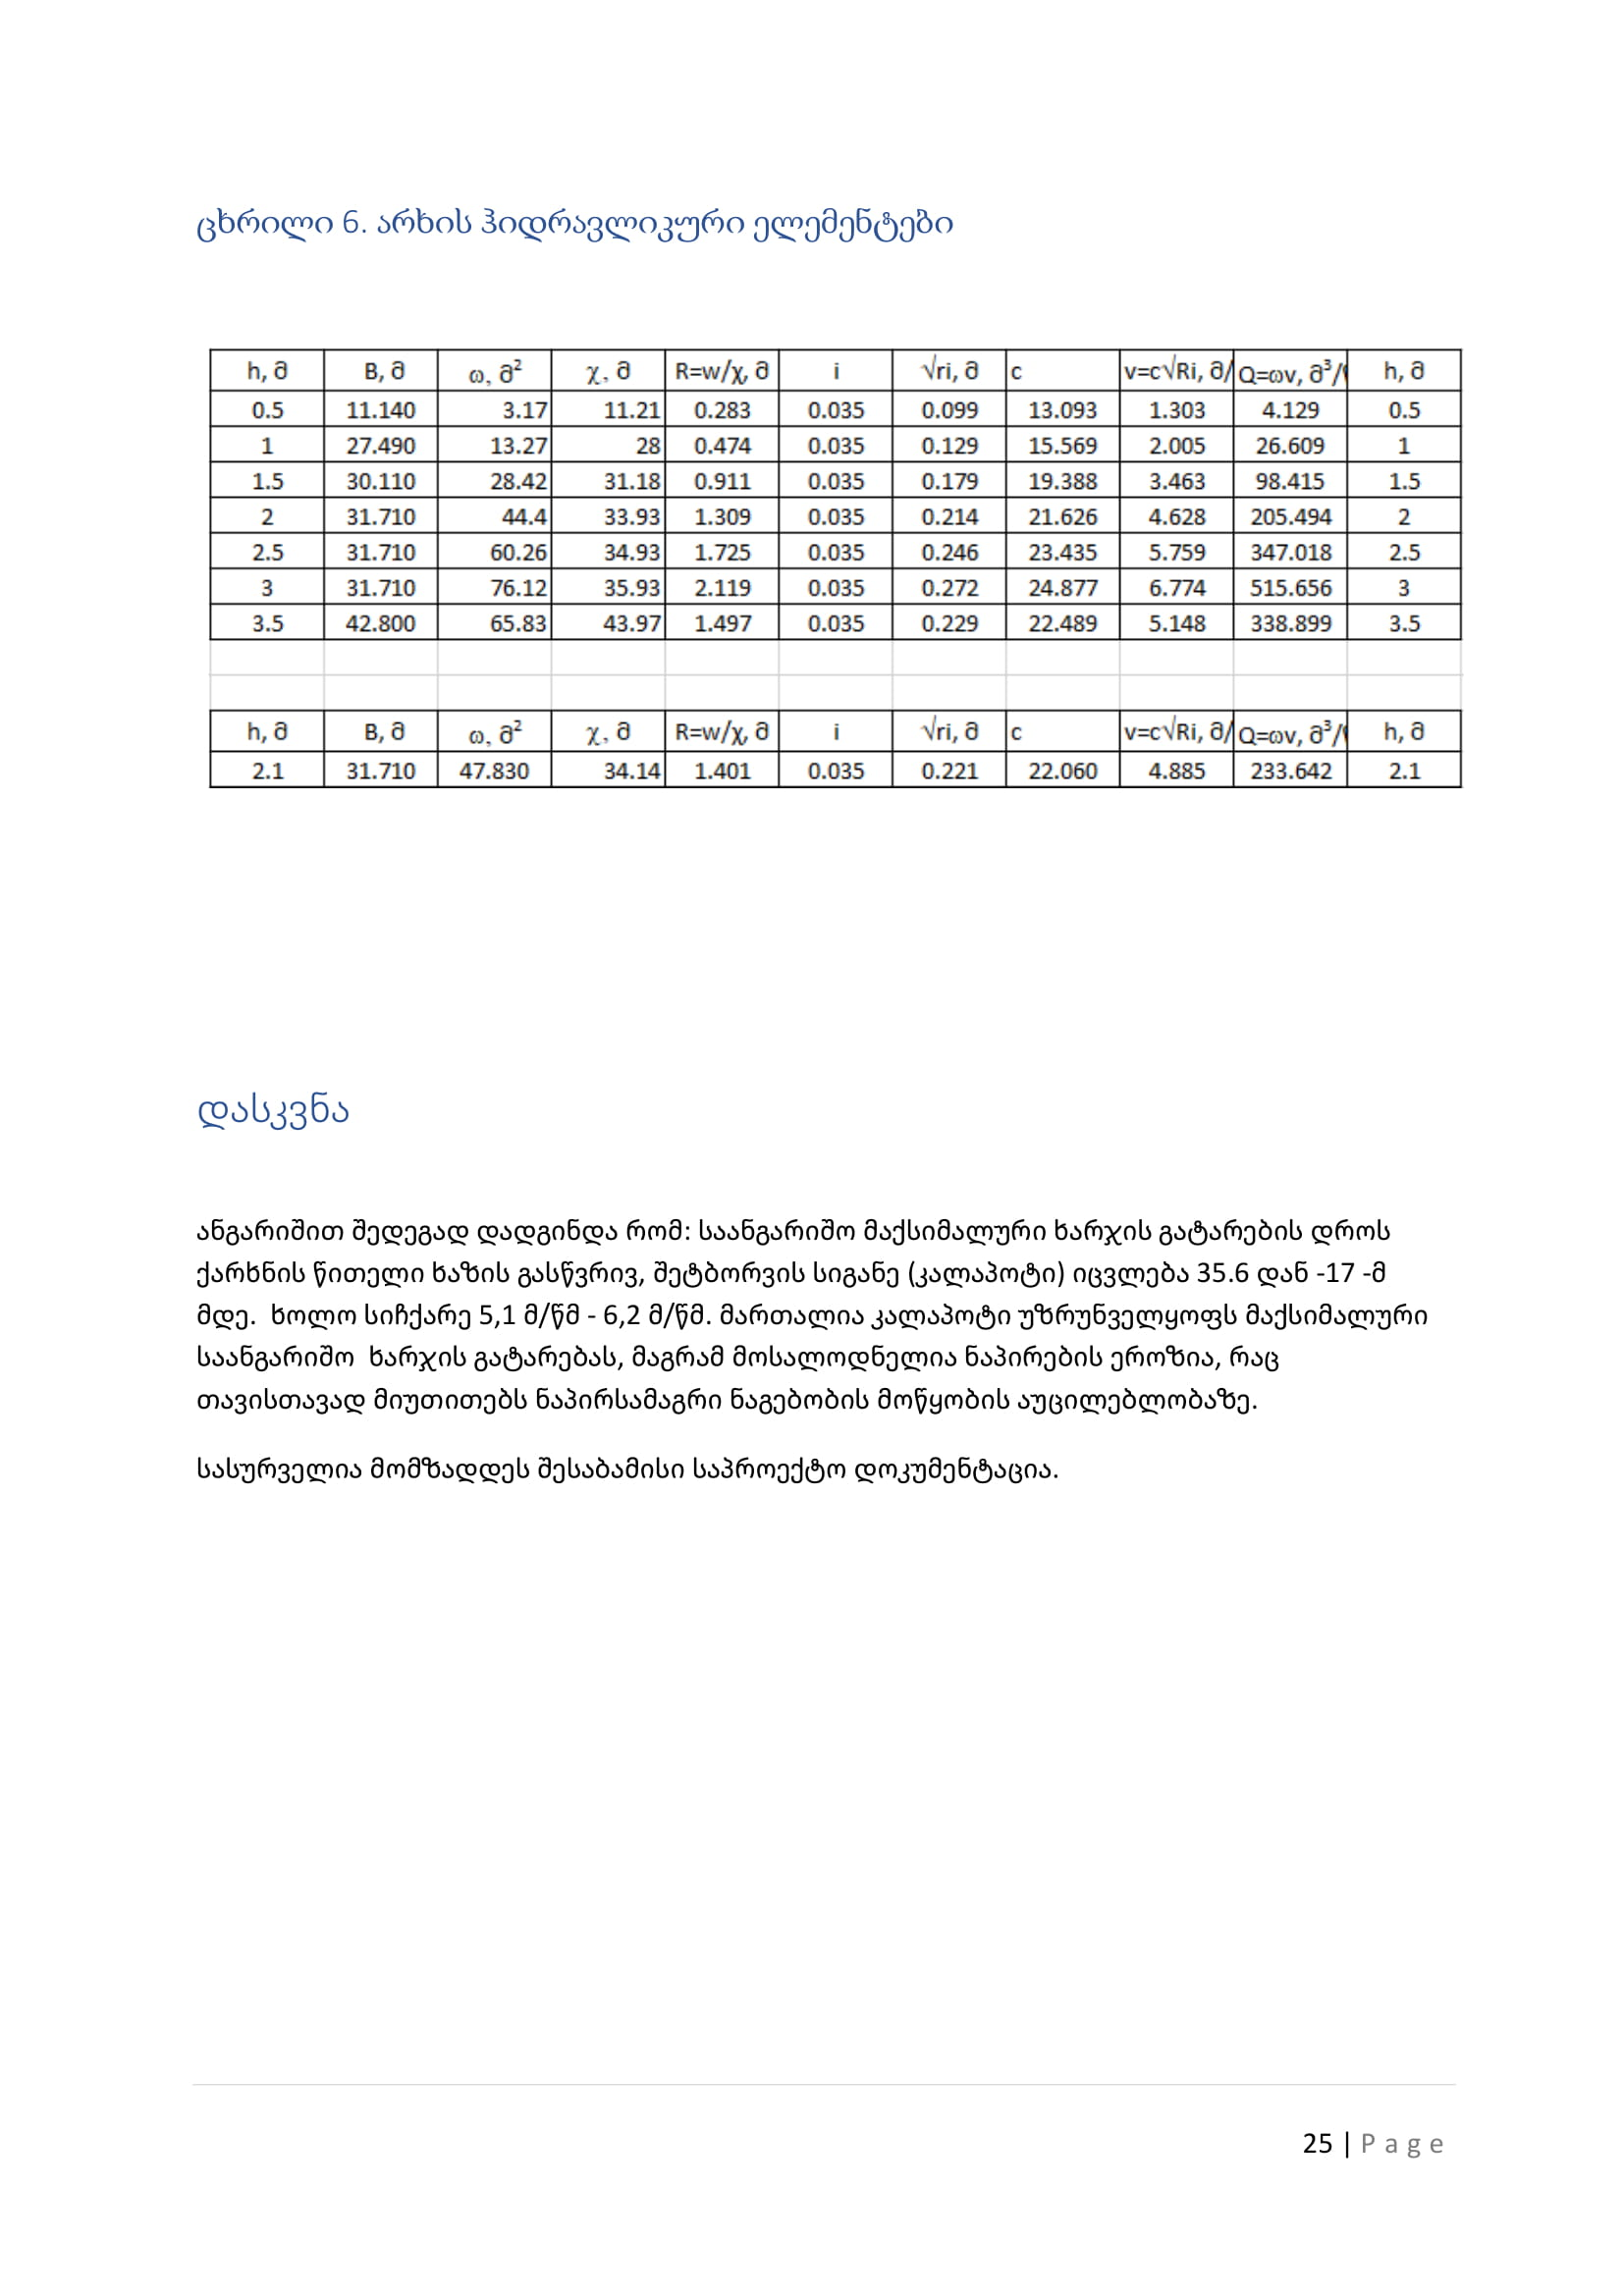 ცხრილი 6. არხის ჰიდრავლიკური ელემენტები
h, მ B, მ ω, მ² χ, მ R=w/χ, მ i √ri, მ c v=c√Ri, მ/ Q=ωv, მ³/ h, მ
0.5 11.140 3.17 11.21 0.283 0.035 0.099 13.093 1.303 4.129 0.5
1 27.490 13.27 28 0.474 0.035 0.129 15.569 2.005 26.609 1
1.5 30.110 28.42 31.18 0.911 0.035 0.179 19.388 3.463 98.415 1.5
2 31.710 44.4 33.93 1.309 0.035 0.214 21.626 4.628 205.494 2
2.5 31.710 60.26 34.93 1.725 0.035 0.246 23.435 5.759 347.018 2.5
3 31.710 76.12 35.93 2.119 0.035 0.272 24.877 6.774 515.656 3
3.5 42.800 65.83 43.97 1.497 0.035 0.229 22.489 5.148 338.899 3.5
h, მ B, მ ω, მ² χ, მ R=w/χ, მ i √ri, მ c v=c√Ri, მ/ Q=ωv, მ³/ h, მ
2.1 31.710 47.830 34.14 1.401 0.035 0.221 22.060 4.885 233.642 2.1
დასკვნა
ანგარიშით შედეგად დადგინდა რომ: საანგარიშო მაქსიმალური ხარჯის გატარების დროს
ქარხნის წითელი ხაზის გასწვრივ, შეტბორვის სიგანე (კალაპოტი) იცვლება 35.6 დან -17 -მ
მდე. ხოლო სიჩქარე 5,1 მ/წმ - 6,2 მ/წმ. მართალია კალაპოტი უზრუნველყოფს მაქსიმალური
საანგარიშო ხარჯის გატარებას, მაგრამ მოსალოდნელია ნაპირების ეროზია, რაც
თავისთავად მიუთითებს ნაპირსამაგრი ნაგებობის მოწყობის აუცილებლობაზე.
სასურველია მომზადდეს შესაბამისი საპროექტო დოკუმენტაცია.
25 | Page